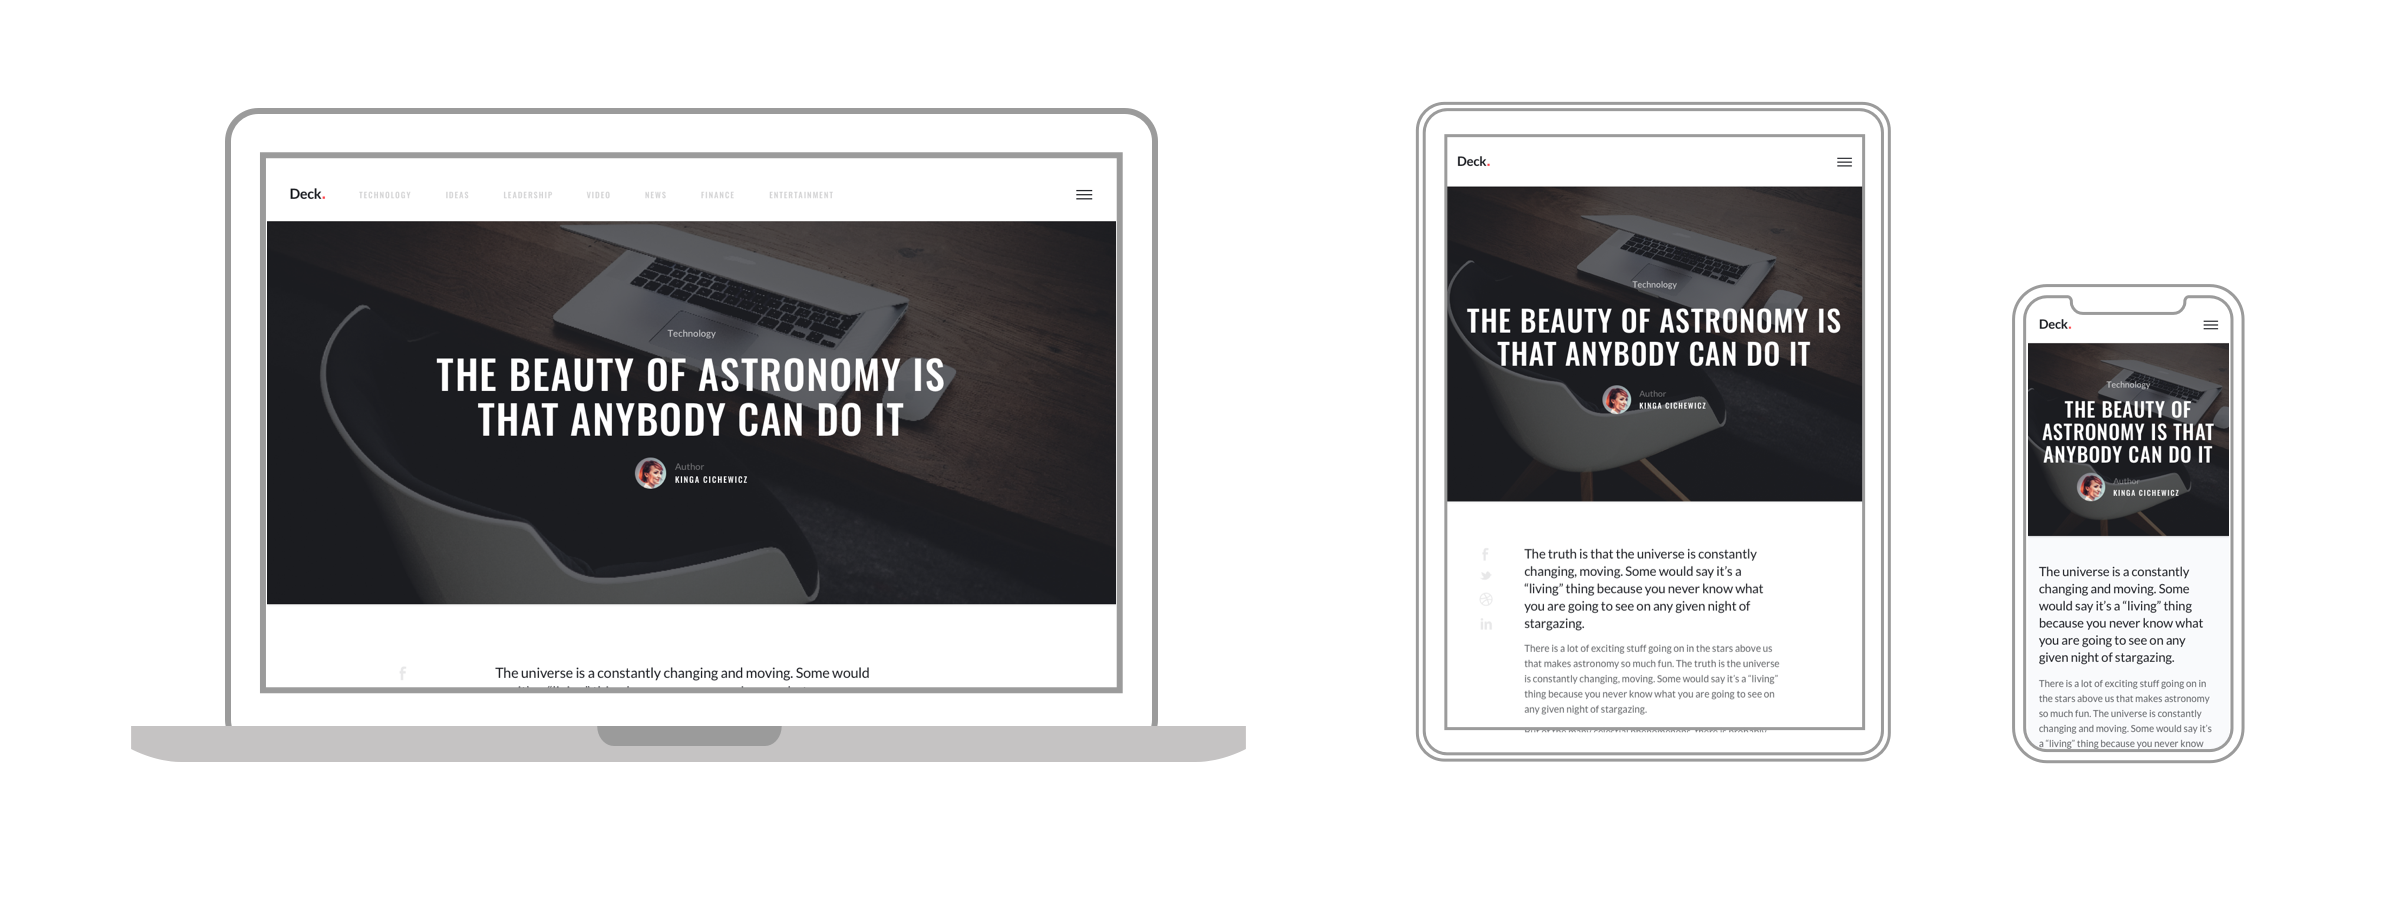 Deck.
TECHNOLOGY IDEAS LEADERSHIP VIDEO NEWS FINANCE ENTERTAINMENT
Technology
THE BEAUTY OF ASTRONOMY IS
THAT ANYBODY CAN DO IT
Author
KINGA CICHEWICZ
The universe is a constantly changing and moving. Some would
Deck.
Technology
THE BEAUTY OF ASTRONOMY IS
THAT ANYBODY CAN DO IT
Author
KINGA CICHEWICZ
The truth is that the universe is constantly
changing, moving. Some would say it’s a
“living” thing because you never know what
you are going to see on any given night of
stargazing.
There is a lot of exciting stuff going on in the stars above us
that makes astronomy so much fun. The truth is the universe
is constantly changing, moving. Some would say it’s a “living”
thing because you never know what you are going to see on
any given night of stargazing.
Deck.
Technology
THE BEAUTY OF
ASTRONOMY IS THAT
ANYBODY CAN DO IT
Author
KINGA CICHEWICZ
The universe is a constantly
changing and moving. Some
would say it’s a “living” thing
because you never know what
you are going to see on any
given night of stargazing.
There is a lot of exciting stuff going on in
the stars above us that makes astronomy
so much fun. The universe is constantly
changing and moving. Some would say it’s
a “living” thing because you never know